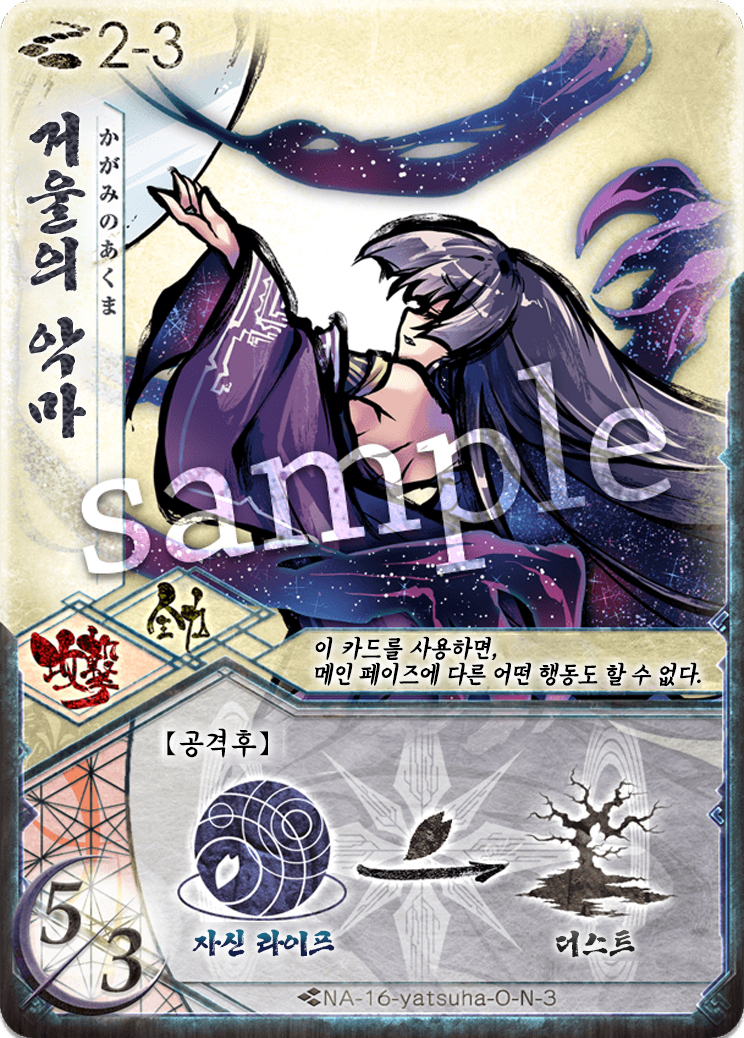 2-3
거울의 악마
かがみのあくま
sample
全力
이 카드를 사용하면,
메인 페이즈에 다른 어떤 행동도 할 수 없다.
【공격후】
자신 라이프
더스트
5/3
NA-16-yatsuha-O-N-3